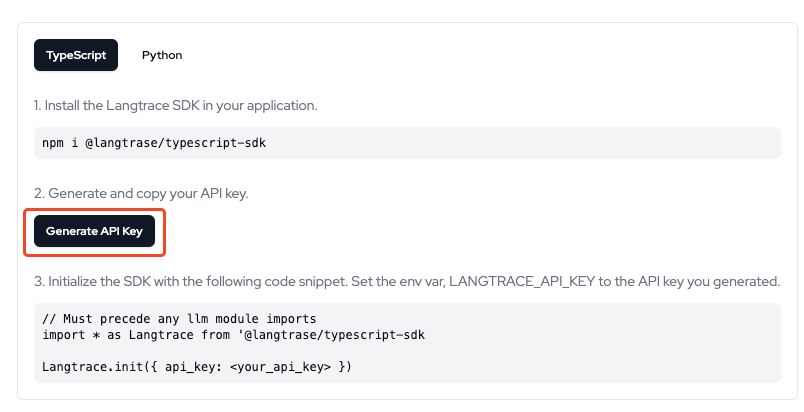 TypeScript Python
1. Install the Langtrace SDK in your application.
npm i @langtrase/typescript-sdk
2. Generate and copy your API key.
Generate API Key
3. Initialize the SDK with the following code snippet. Set the env var, LANGTRACE_API_KEY to the API key you generated.
// Must precede any llm module imports
import * as Langtrace from '@langtrase/typescript-sdk
Langtrace.init({ api_key: <your_api_key> })